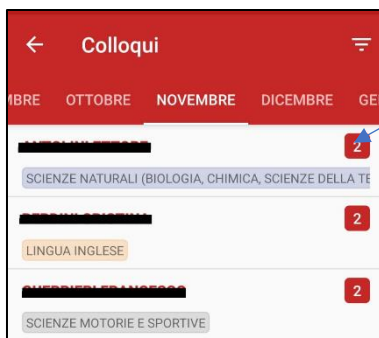 Colloqui
MBRE OTTOBRE NOVEMBRE DICEMBRE GE
2
SCIENZE NATURALI (BIOLOGIA, CHIMICA, SCIENZE DELLA TE
2
LINGUA INGLESE
2
SCIENZE MOTORIE E SPORTIVE